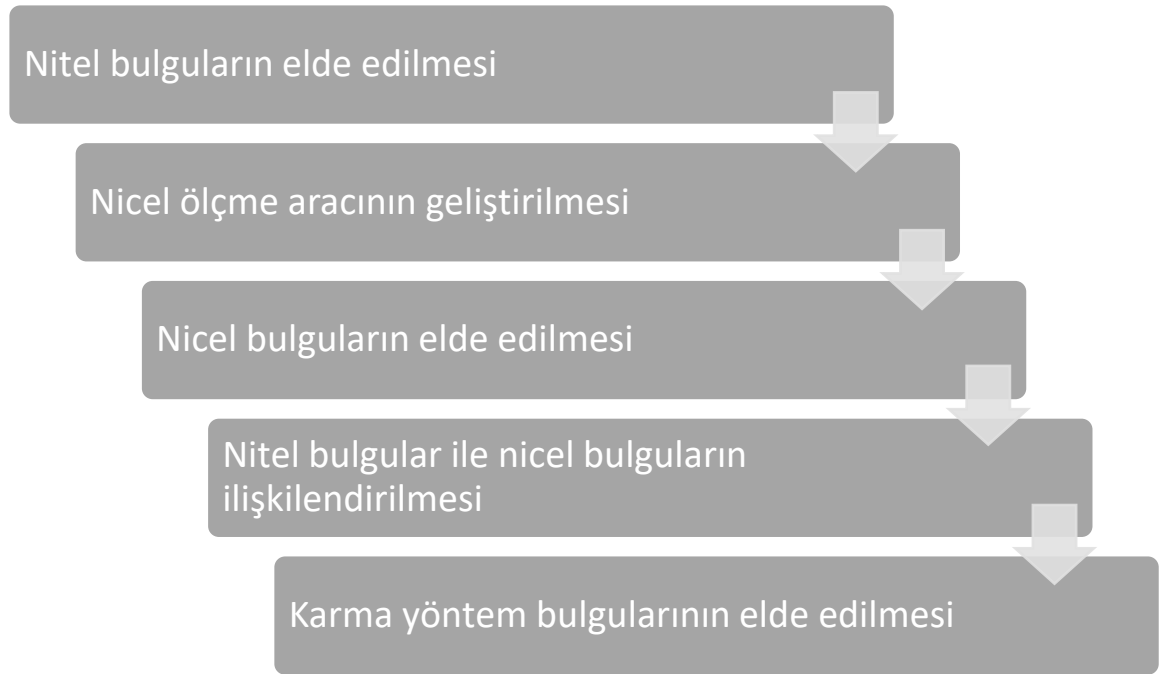 Nitel bulguların elde edilmesi
Nicel ölçme aracının geliştirilmesi
Nicel bulguların elde edilmesi
Nitel bulgular ile nicel bulguların
ilişkilendirilmesi
Karma yöntem bulgularının elde edilmesi